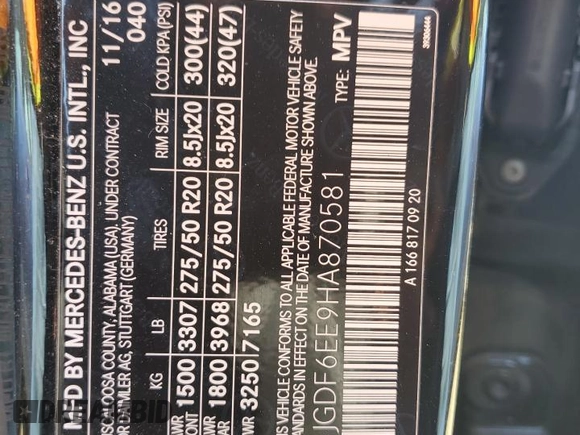 MFD BY MERCEDES-BENZ U.S. INTL., INC 11/16
TUSCALOOSA COUNTY, ALABAMA (USA), UNDER CONTRACT 040
STUTTGART (GERMANY)
KG LB TIRES RIM SIZE COLD KPA(PSI)
1500 3307 275/50 R20 8.5Jx20 300(44)
1800 3968 275/50 R20 8.5Jx20 320(47)
3250 7165
VEHICLE CONFORMS TO ALL APPLICABLE FEDERAL MOTOR VEHICLE SAFETY
STANDARDS IN EFFECT ON THE DATE OF MANUFACTURE SHOWN ABOVE.
JGDF6EE9HA870581 TYPE: MPV
A 166 817 09 20